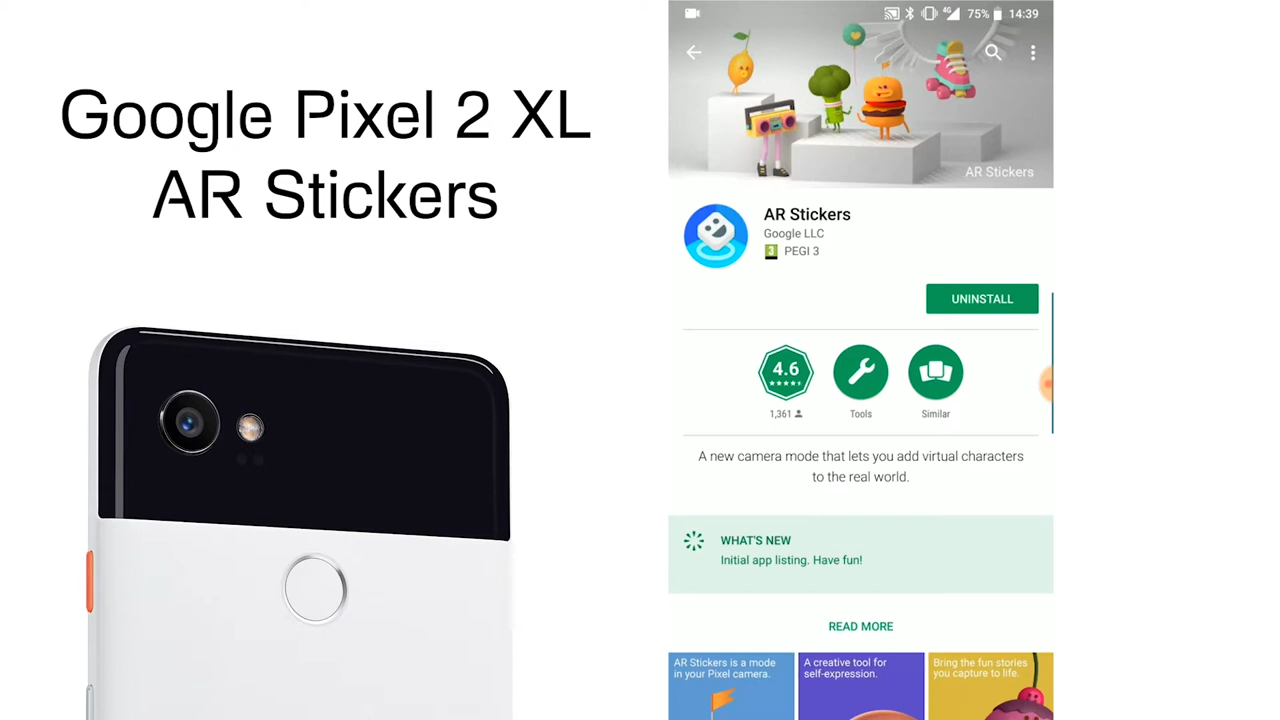 Google Pixel 2 XL
AR Stickers
4G
75%
14:39
AR Stickers
AR Stickers
Google LLC
3
PEGI 3
UNINSTALL
4.6
1,361
Tools
Similar
A new camera mode that lets you add virtual characters
to the real world.
WHAT'S NEW
Initial app listing. Have fun!
READ MORE
AR Stickers is a mode
in your Pixel camera.
A creative tool for
self-expression.
Bring the fun stories
you capture to life.